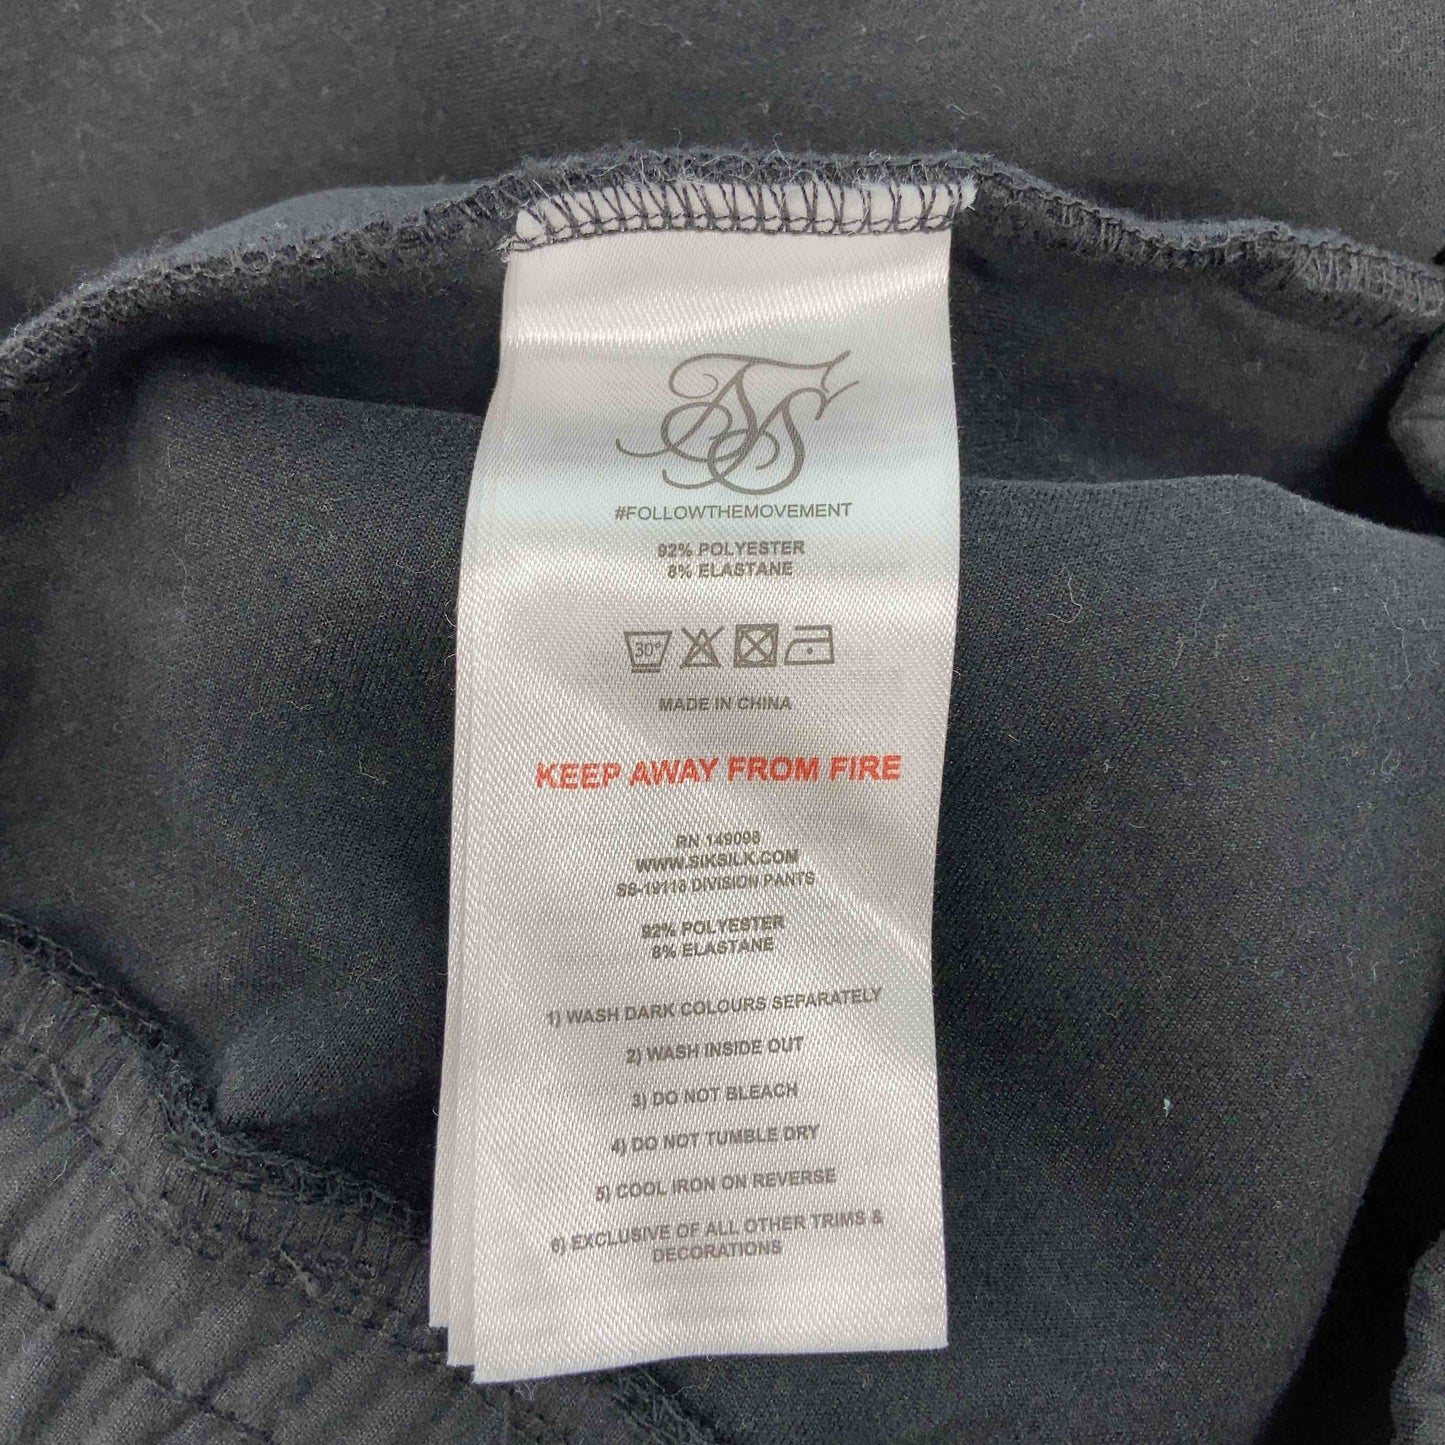 SS
#FOLLOWTHEMOVEMENT
92% POLYESTER
8% ELASTANE
30°
MADE IN CHINA
KEEP AWAY FROM FIRE
RN 149098
WWW.SIKSILK.COM
SS-19118 DIVISION PANTS
92% POLYESTER
8% ELASTANE
1) WASH DARK COLOURS SEPARATELY
2) WASH INSIDE OUT
3) DO NOT BLEACH
4) DO NOT TUMBLE DRY
5) COOL IRON ON REVERSE
6) EXCLUSIVE OF ALL OTHER TRIMS &
DECORATIONS